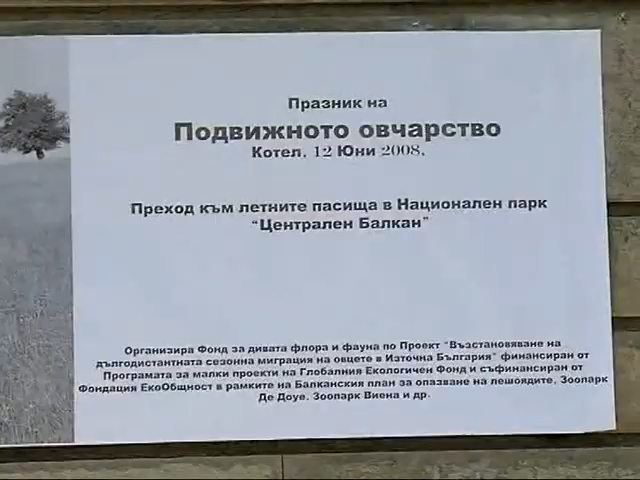 Празник на
Подвижното овчарство
Котел, 12 Юни 2008,
Преход към летните пасища в Национален парк
“Централен Балкан”
Организира Фонд за дивата флора и фауна по Проект “Възстановяване на
дългодистантната сезонна миграция на овцете в Източна България” финансиран от
Програмата за малки проекти на Глобалния Екологичен Фонд и съфинансиран от
Фондация ЕкоОбщност в рамките на Балканския план за опазване на лешоядите, Зоопарк
Де Доуе, Зоопарк Виена и др.